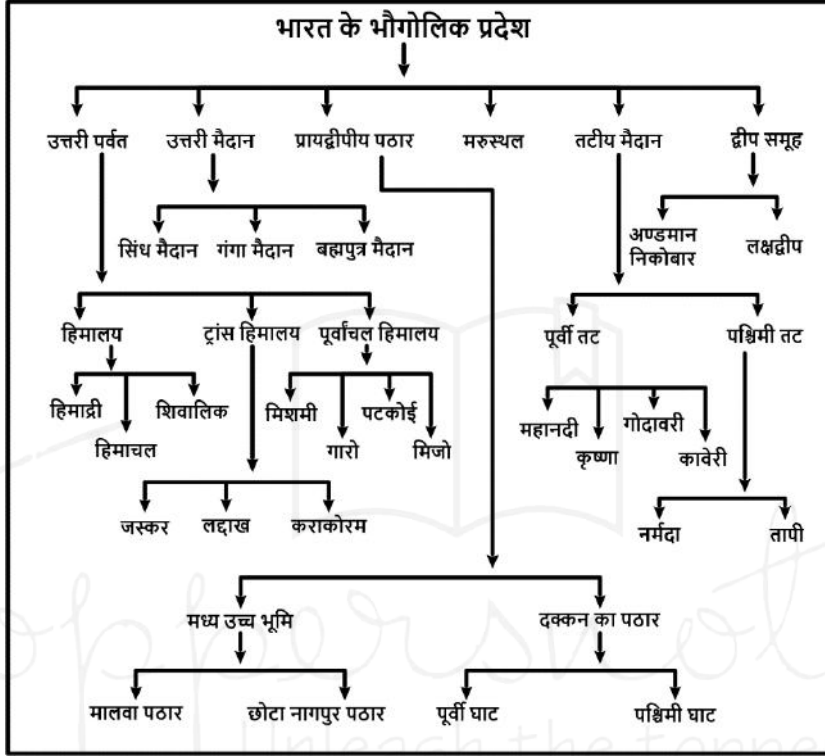 भारत के भौगोलिक प्रदेश
उत्तरी पर्वत उत्तरी मैदान प्रायद्वीपीय पठार मरुस्थल तटीय मैदान द्वीप समूह
सिंध मैदान गंगा मैदान बह्मपुत्र मैदान
अण्डमान
निकोबार
लक्षद्वीप
हिमालय ट्रांस हिमालय पूर्वांचल हिमालय
पूर्वी तट पश्चिमी तट
हिमाद्री
हिमाचल
शिवालिक
मिशमी
गारो
पटकोई
मिजो
महानदी
कृष्णा
गोदावरी
कावेरी
जस्कर लद्दाख कराकोरम
नर्मदा तापी
मध्य उच्च भूमि दक्कन का पठार
मालवा पठार छोटा नागपुर पठार पूर्वी घाट पश्चिमी घाट